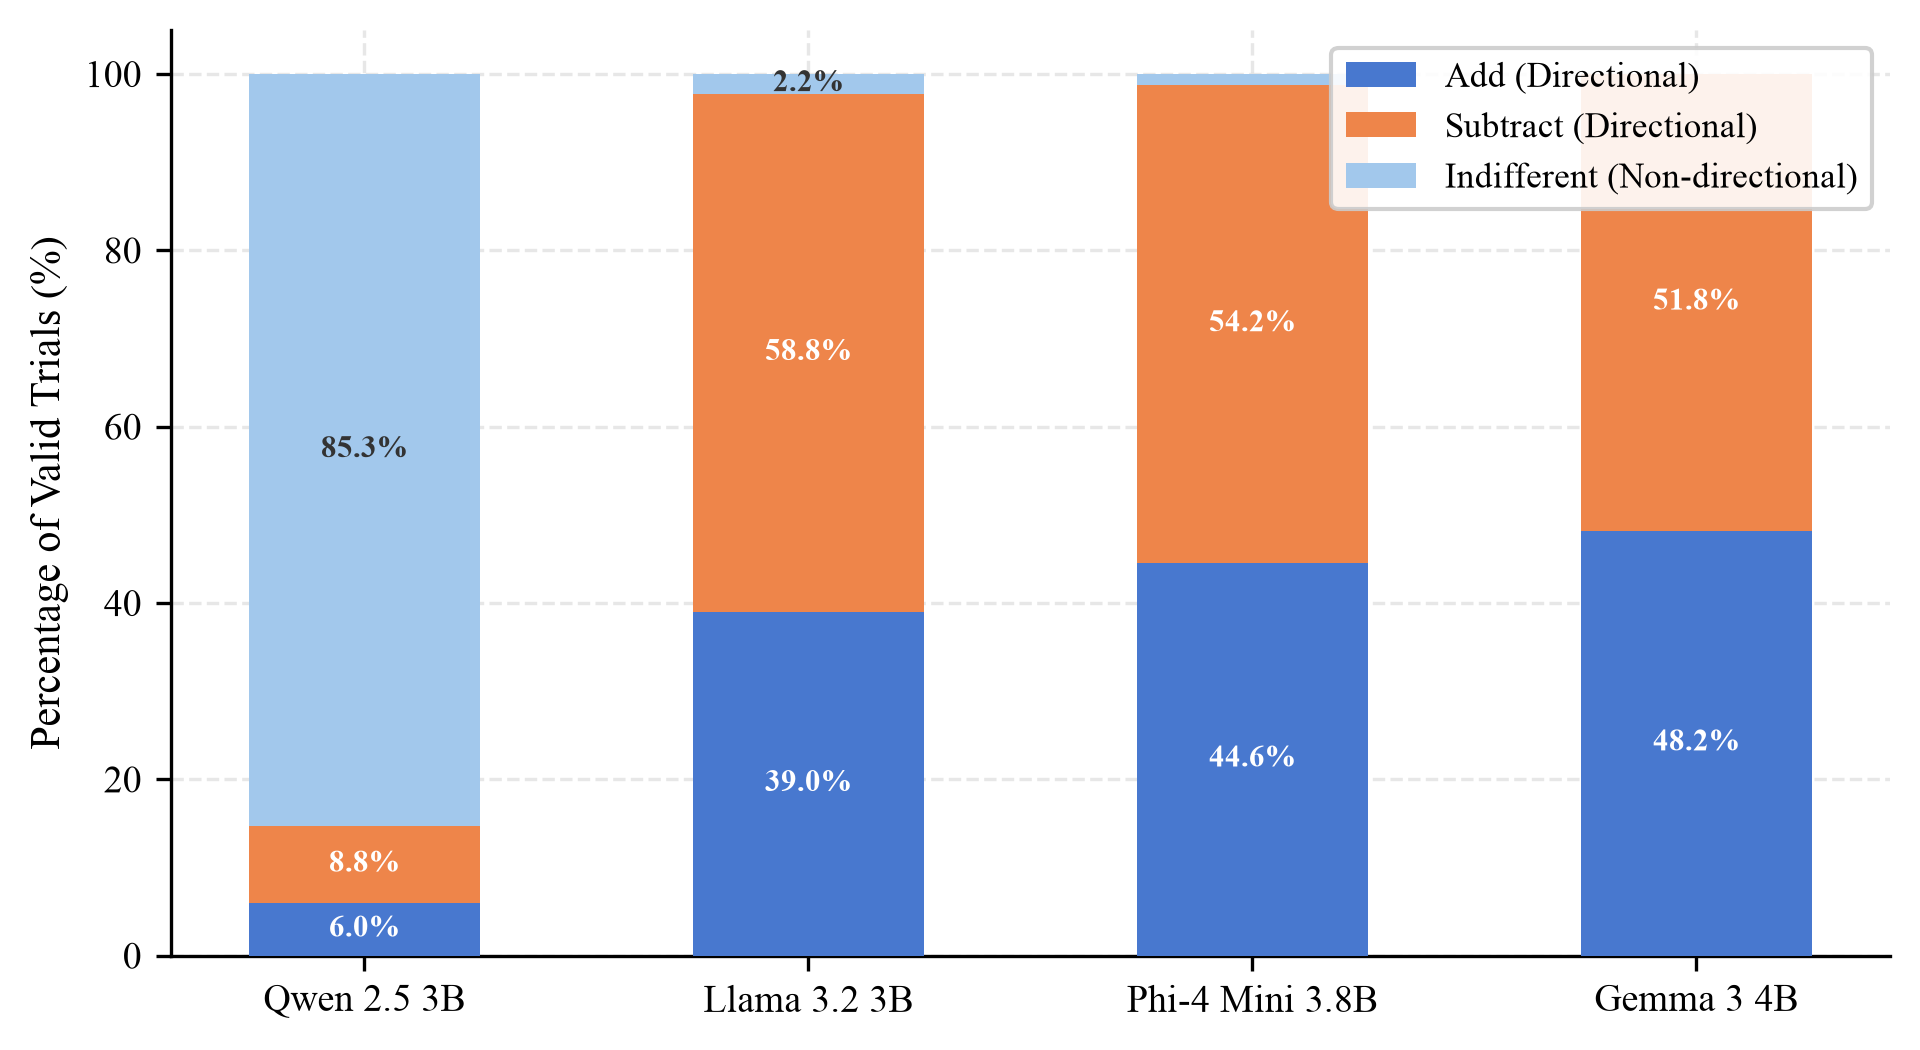 Add (Directional)
Subtract (Directional)
Indifferent (Non-directional)
Percentage of Valid Trials (%)
100
80
60
40
20
0
85.3%
8.8%
6.0%
2.2%
58.8%
39.0%
54.2%
44.6%
51.8%
48.2%
Qwen 2.5 3B
Llama 3.2 3B
Phi-4 Mini 3.8B
Gemma 3 4B